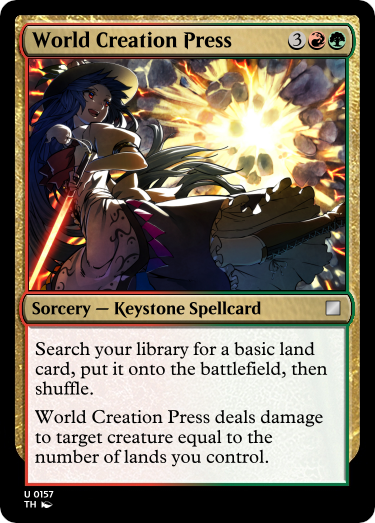 World Creation Press 3
Sorcery — Keystone Spellcard
Search your library for a basic land
card, put it onto the battlefield, then
shuffle.
World Creation Press deals damage
to target creature equal to the
number of lands you control.
U 0157
TH